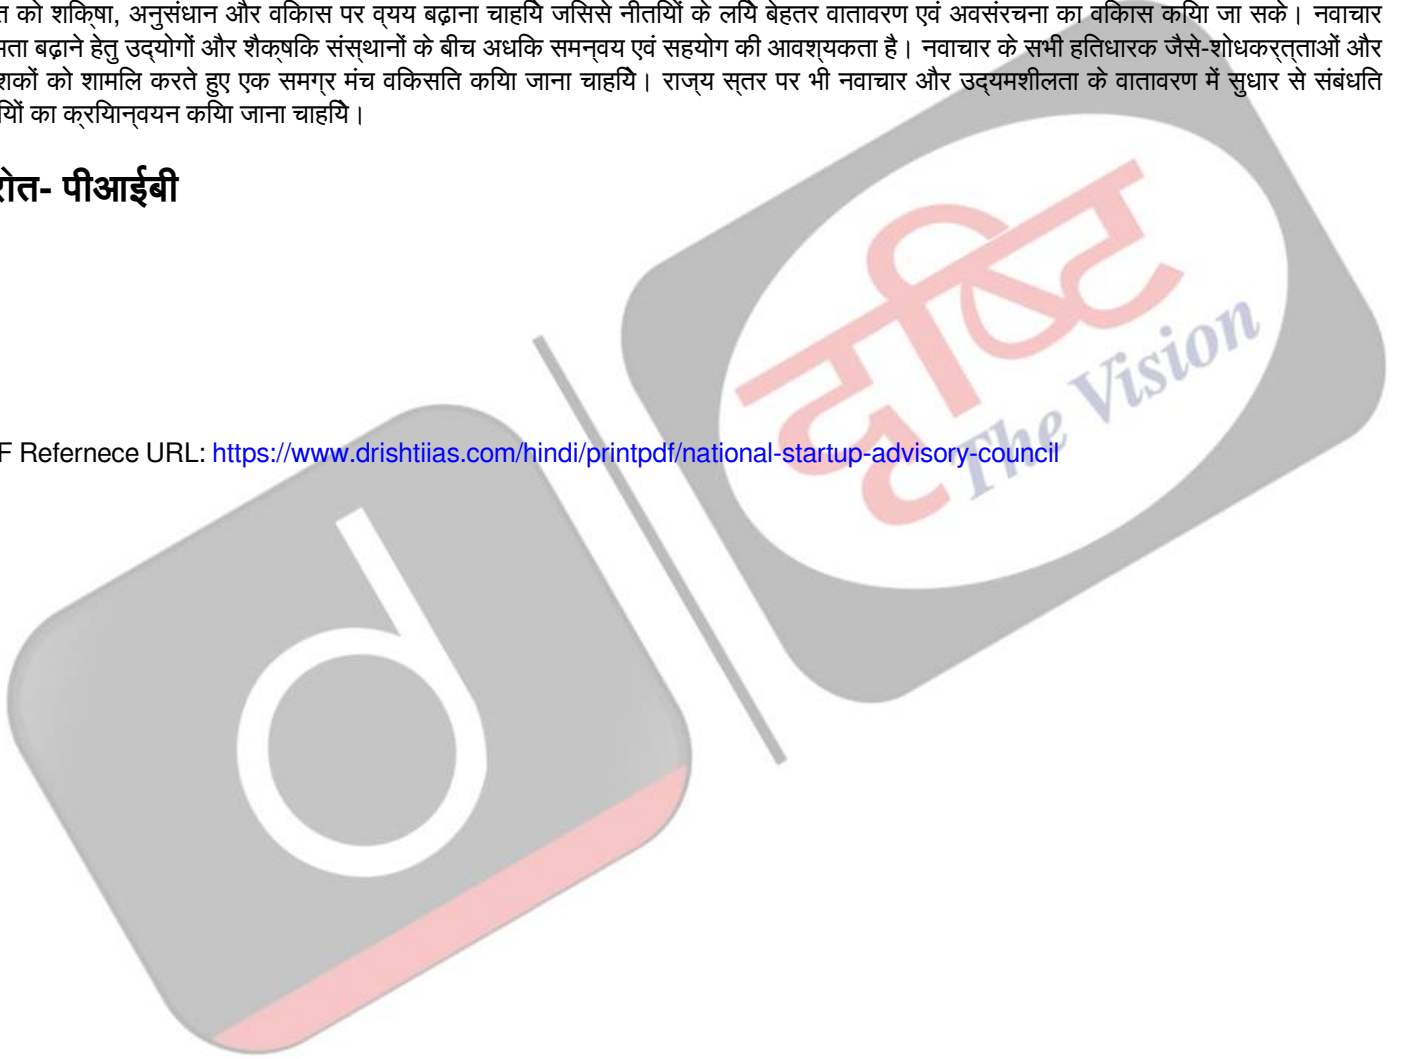 त को शिक्षा, अनुसंधान और विकास पर व्यय बढ़ाना चाहिये जिससे नीतियों के लिये बेहतर वातावरण एवं अवसंरचना का विकास किया जा सके। नवाचार
मता बढ़ाने हेतु उद्योगों और शैक्षिक संस्थानों के बीच अधिक समन्वय एवं सहयोग की आवश्यकता है। नवाचार के सभी हितधारक जैसे-शोधकर्त्ताओं और
शकों को शामिल करते हुए एक समग्र मंच विकसित किया जाना चाहिये। राज्य स्तर पर भी नवाचार और उद्यमशीलता के वातावरण में सुधार से संबंधित
यों का क्रियान्वयन किया जाना चाहिये।
रोत- पीआईबी
दृष्टि
The Vision
F Refernece URL: https://www.drishtiias.com/hindi/printpdf/national-startup-advisory-council
d